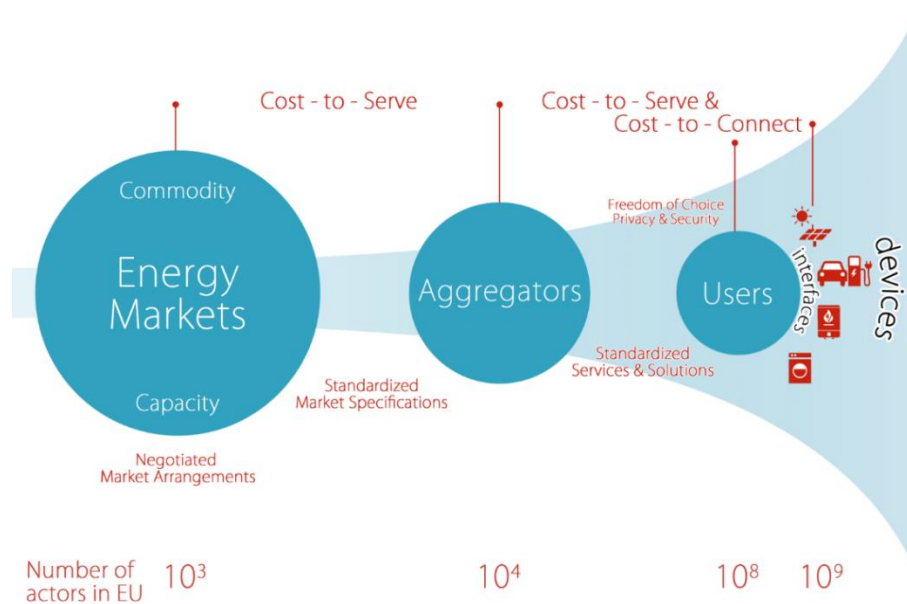 Cost - to - Serve
Cost - to - Serve &
Cost - to - Connect
Commodity
Energy
Markets
Capacity
Aggregators
Freedom of Choice
Privacy & Security
Users
interfaces
devices
Standardized
Services & Solutions
Standardized
Market Specifications
Negotiated
Market Arrangements
Number of
actors in EU
10³
10⁴
10⁸
10⁹